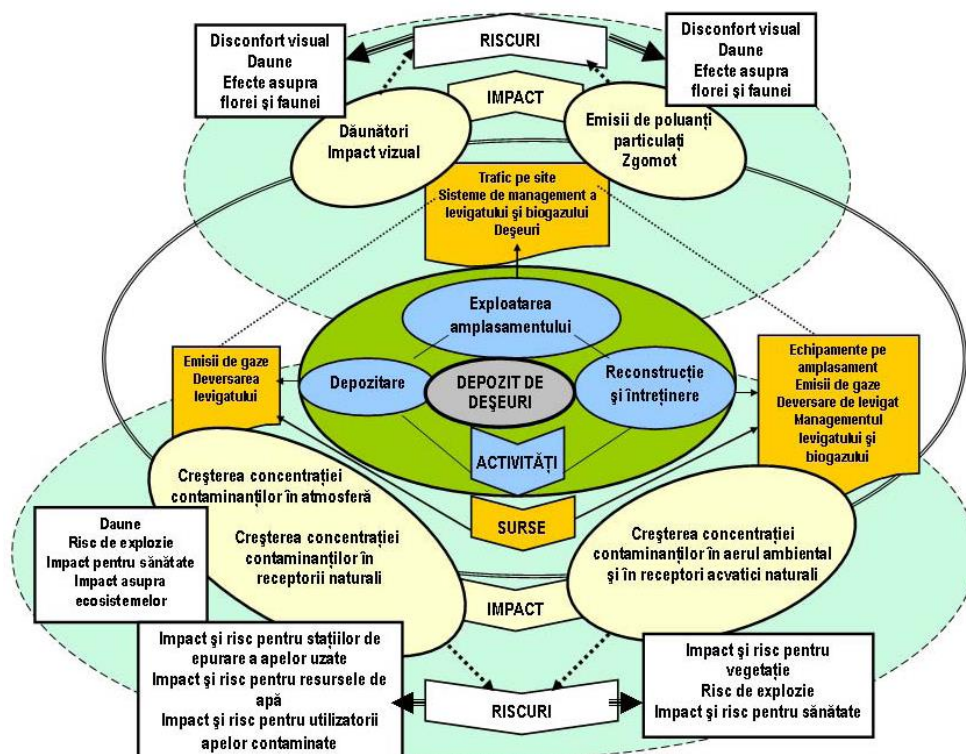 Disconfort visual
Daune
Efecte asupra
florei şi faunei
RISCURI
Disconfort visual
Daune
Efecte asupra
florei şi faunei
IMPACT
Dăunători
Impact vizual
Emisii de poluanţi
particulaţi
Zgomot
Trafic pe site
Sisteme de management a
levigatului şi biogazului
Deşeuri
Exploatarea
amplasamentului
Emisii de gaze
Deversarea
levigatului
Depozitare
DEPOZIT DE
DEŞEURI
Reconstrucţie
şi întreţinere
Echipamente pe
amplasament
Emisii de gaze
Deversare de levigat
Managementul
levigatului şi
biogazului
ACTIVITĂŢI
SURSE
Creşterea concentraţiei
contaminanţilor în atmosferă
Creşterea concentraţiei
contaminanţilor în
receptorii naturali
Creşterea concentraţiei
contaminanţilor în aerul ambiental
şi în receptori acvatici naturali
Daune
Risc de explozie
Impact pentru sănătate
Impact asupra
ecosistemelor
IMPACT
Impact şi risc pentru staţiilor de
epurare a apelor uzate
Impact şi risc pentru resursele de
apă
Impact şi risc pentru utilizatorii
apelor contaminate
RISCURI
Impact şi risc pentru
vegetaţie
Risc de explozie
Impact şi risc pentru sănătate